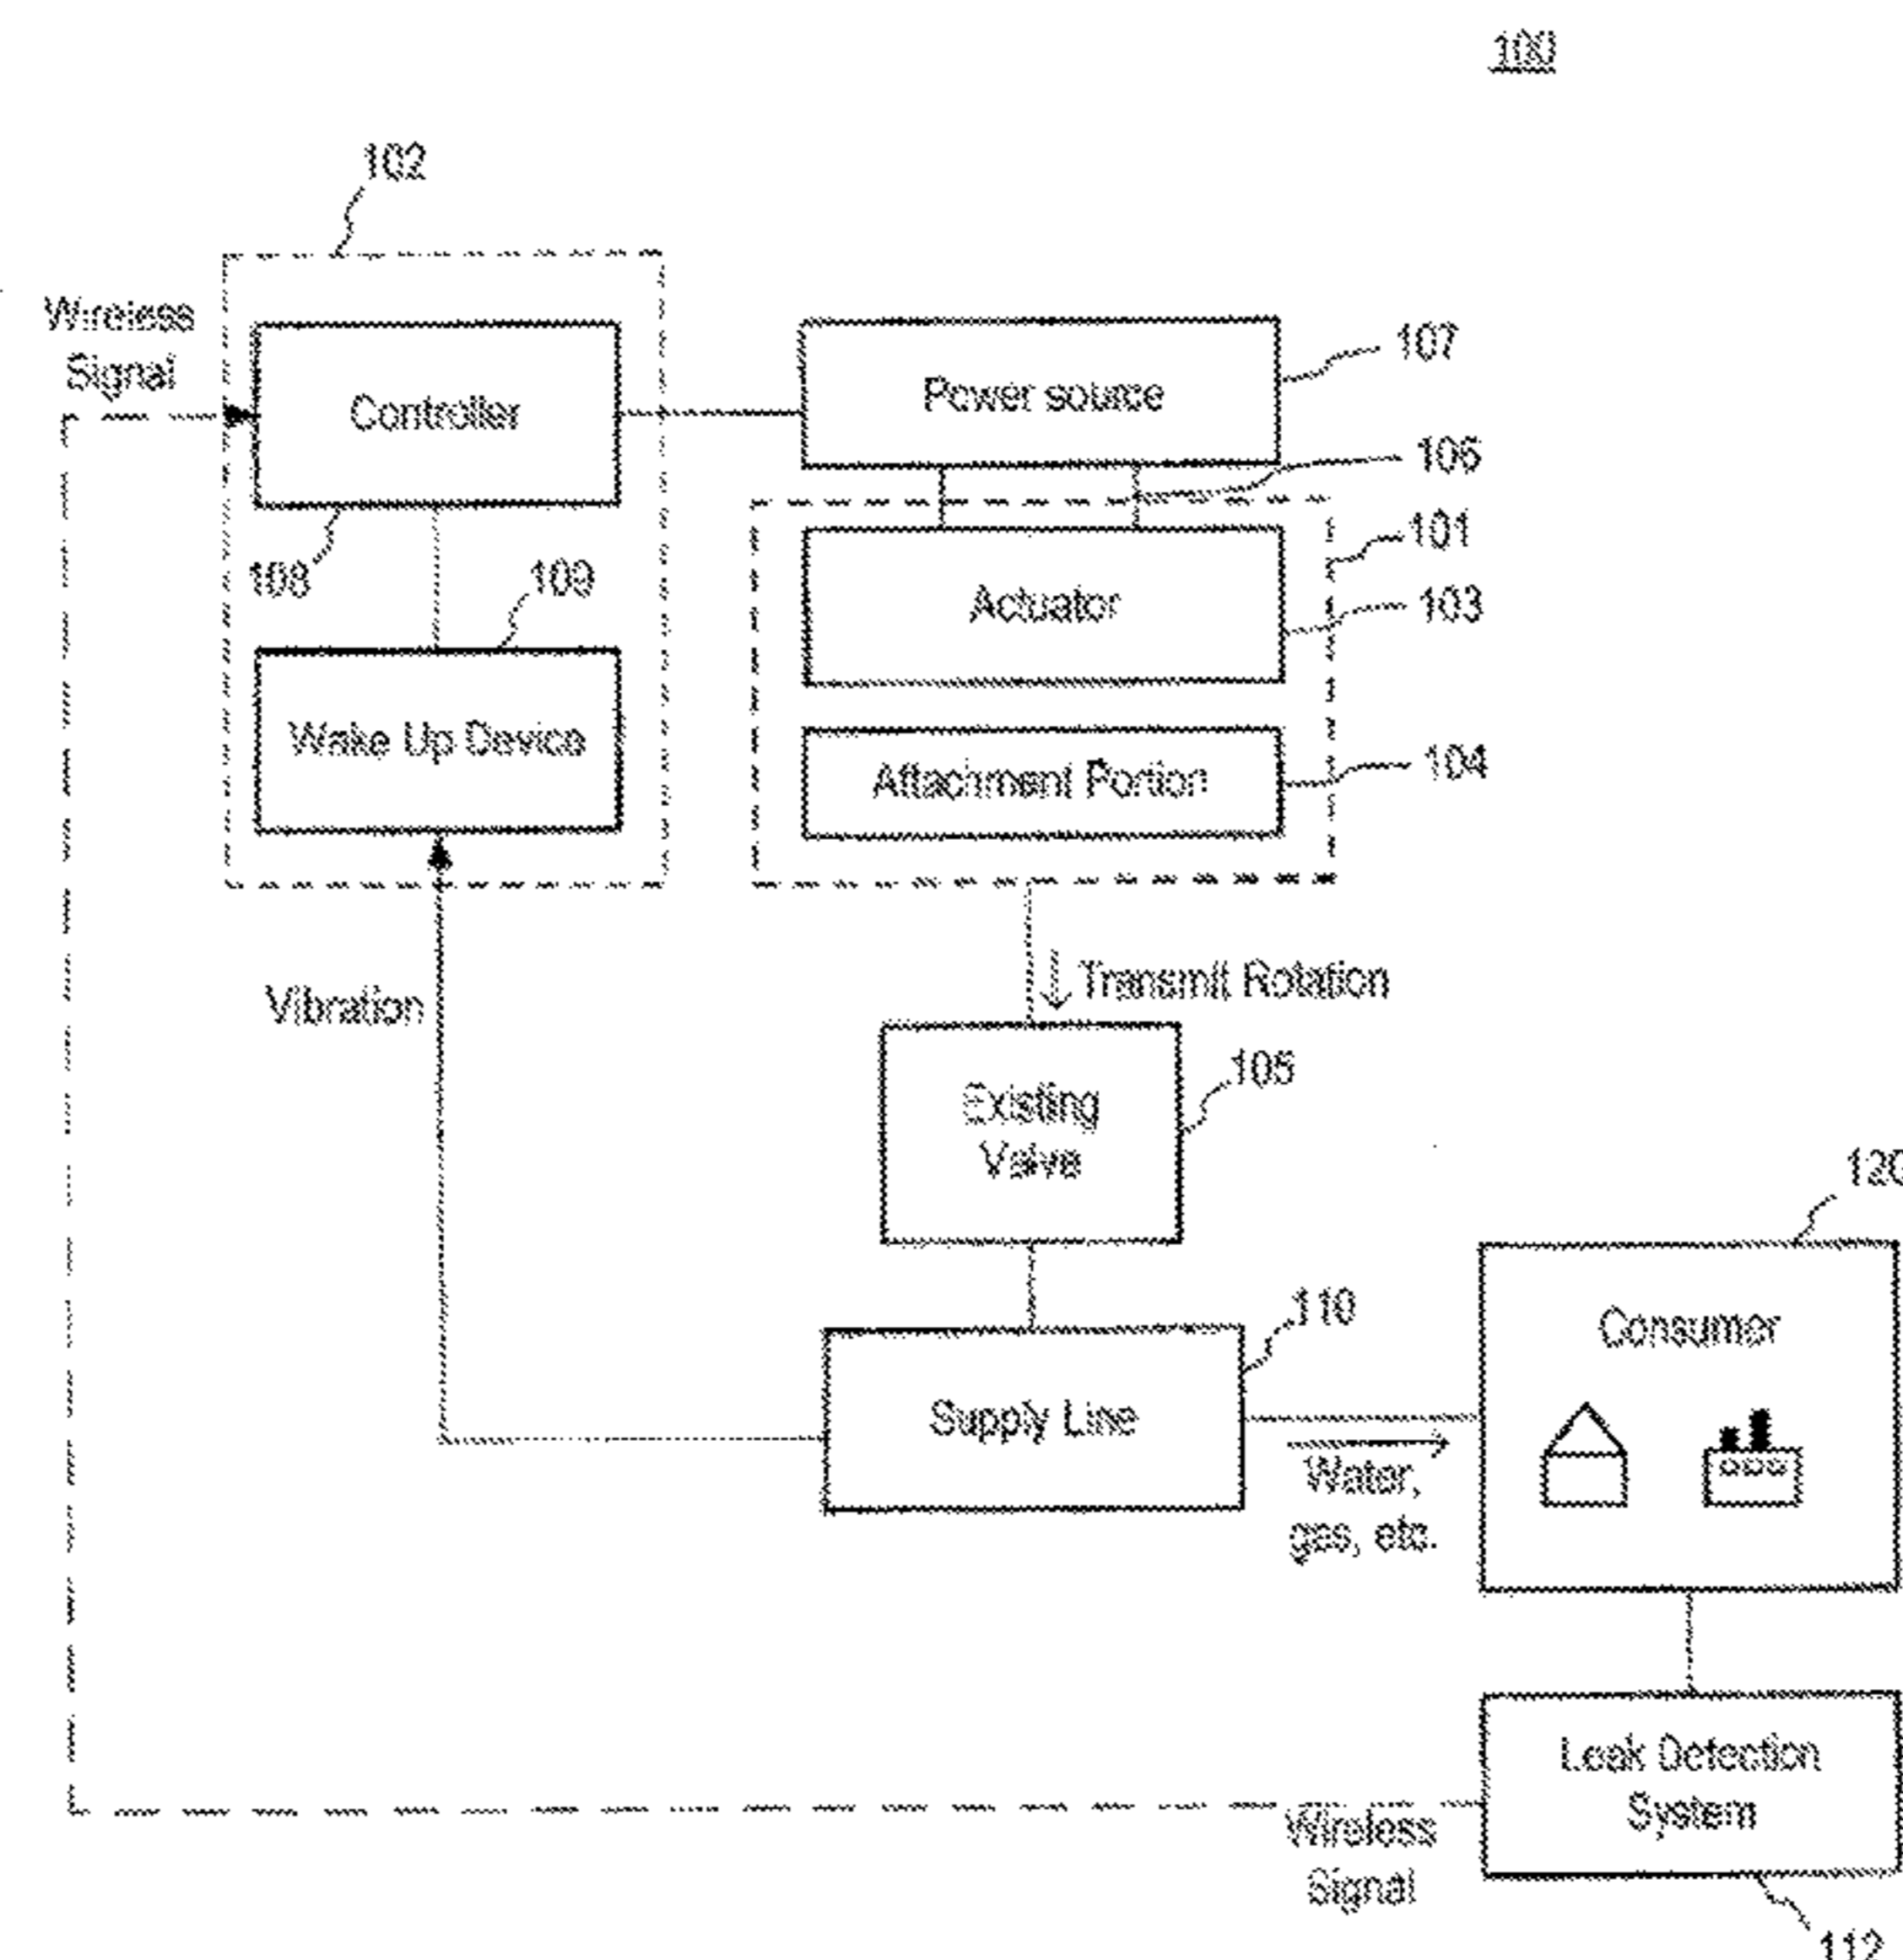 100
102
Wireless
Signal
Controller
Power source
107
106
101
108
109
Actuator
103
Wake Up Device
Attachment Portion
104
Vibration
Transmit Rotation
Existing
Valve
105
120
Consumer
110
Supply Line
Water,
gas, etc.
Leak Detection
System
Wireless
Signal
112